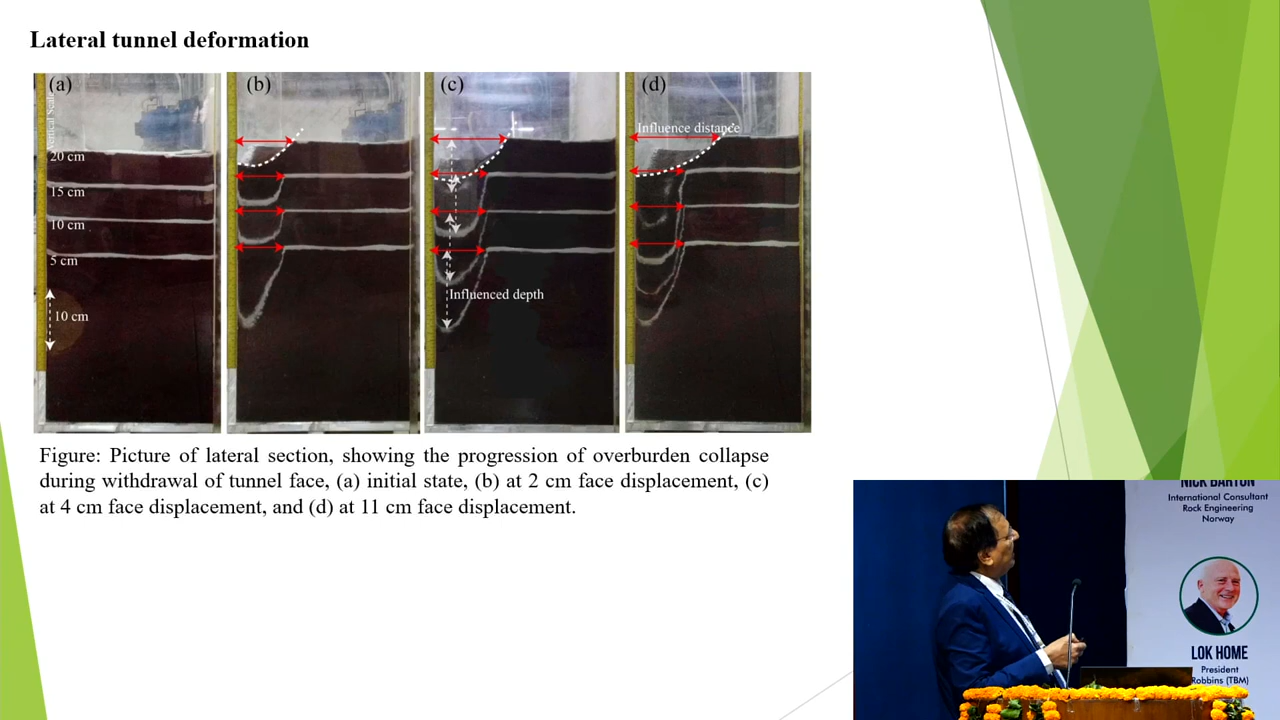 Lateral tunnel deformation
(a)
(b)
(c)
(d)
Vertical Scale
20 cm
15 cm
10 cm
5 cm
10 cm
Influenced depth
Influence distance
Figure: Picture of lateral section, showing the progression of overburden collapse
during withdrawal of tunnel face, (a) initial state, (b) at 2 cm face displacement, (c)
at 4 cm face displacement, and (d) at 11 cm face displacement.
NICK BARTON
International Consultant
Rock Engineering
Norway
LOK HOME
President
Robbins (TBM)